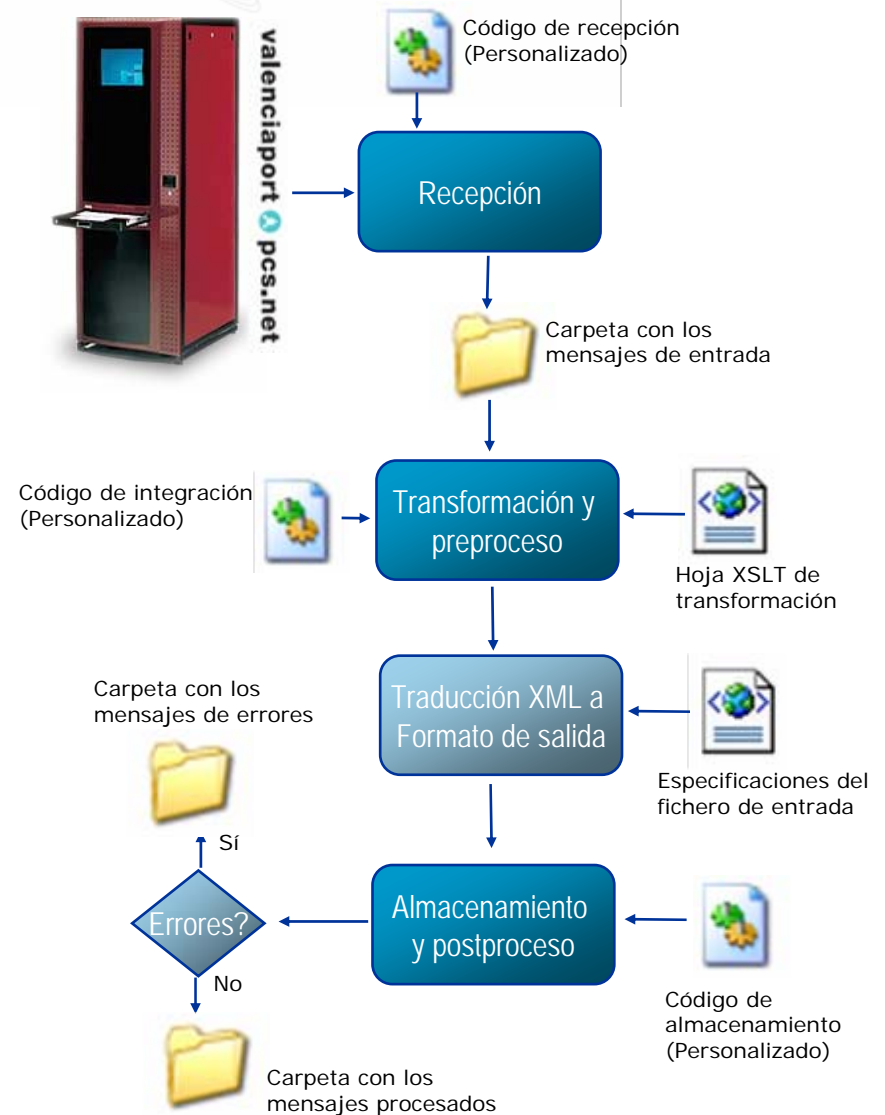 Código de recepción
(Personalizado)
valenciaport pcs.net
Recepción
Carpeta con los
mensajes de entrada
Código de integración
(Personalizado)
Transformación y
preproceso
Hoja XSLT de
transformación
Carpeta con los
mensajes de errores
Traducción XML a
Formato de salida
Especificaciones del
fichero de entrada
Sí
Errores?
Almacenamiento
y postproceso
No
Código de
almacenamiento
(Personalizado)
Carpeta con los
mensajes procesados